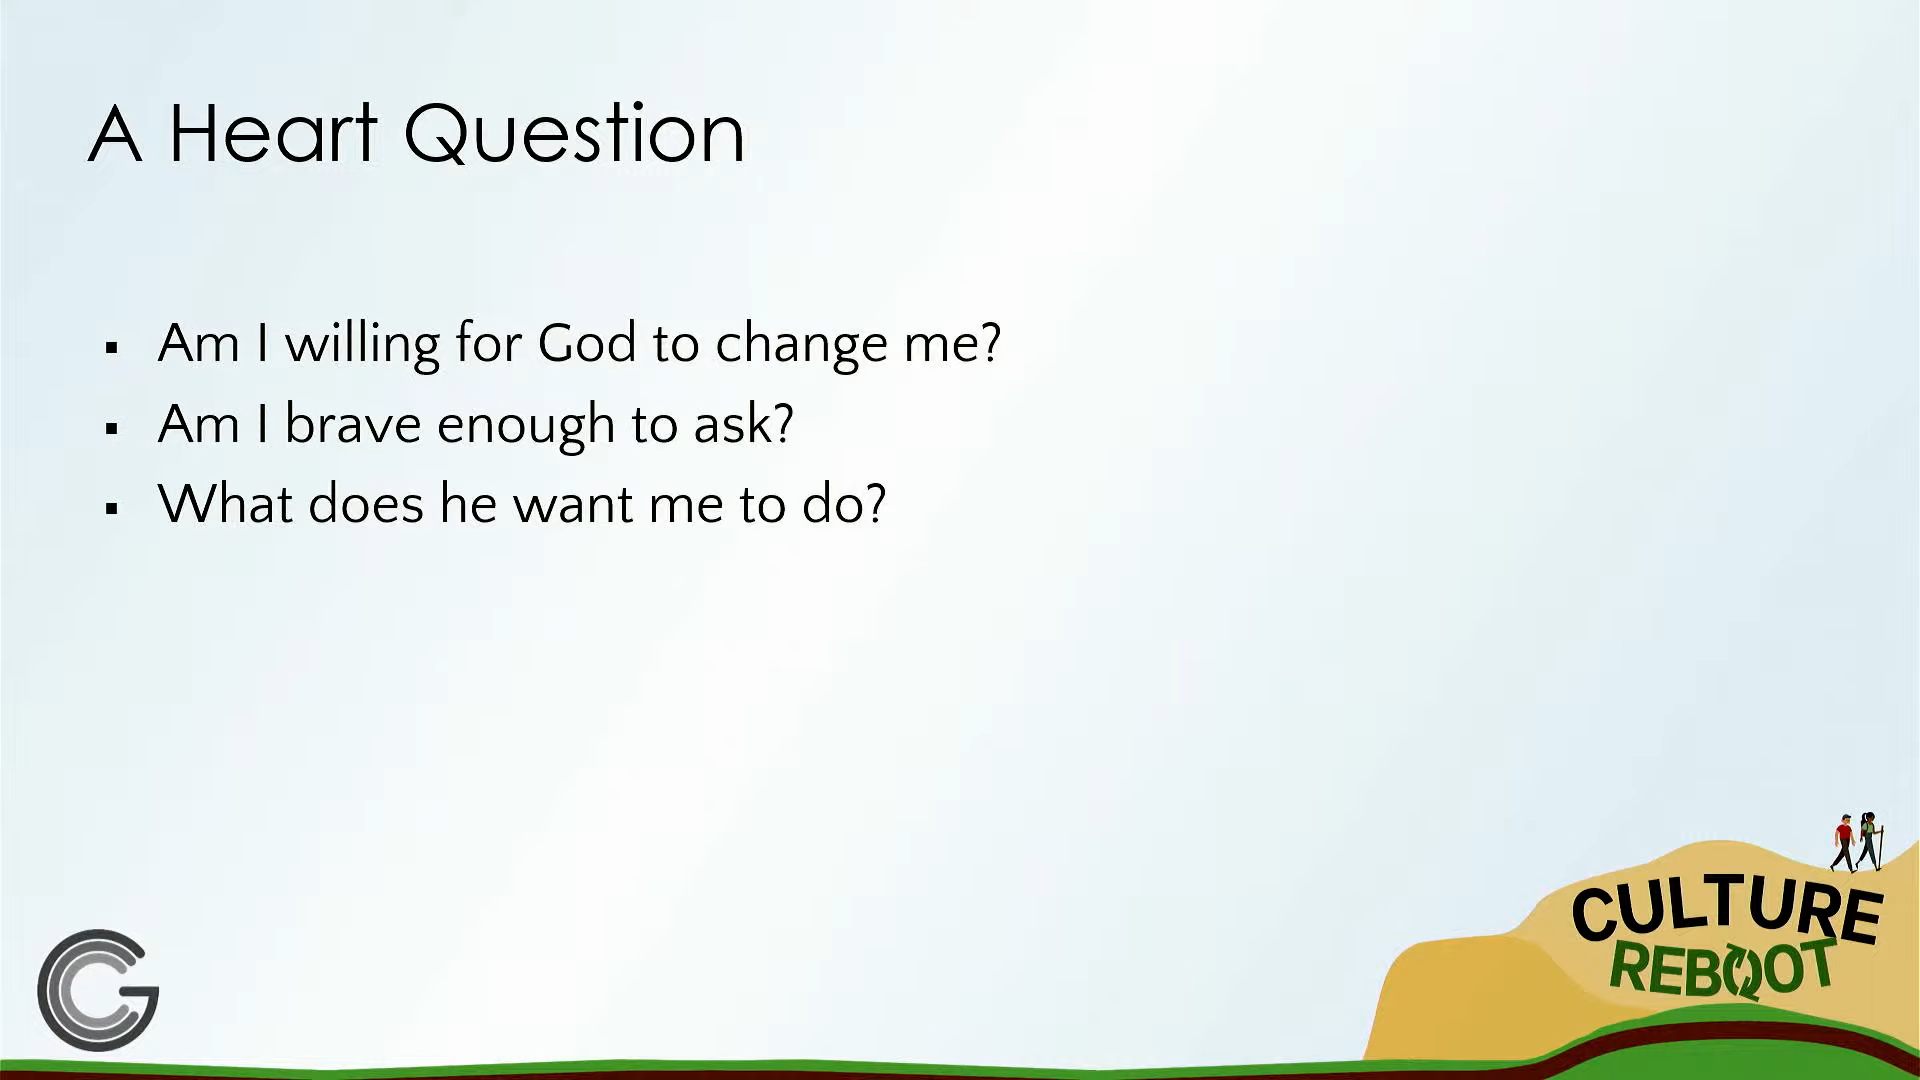 A Heart Question
▪ Am I willing for God to change me?
▪ Am I brave enough to ask?
▪ What does he want me to do?
CULTURE
REBOOT